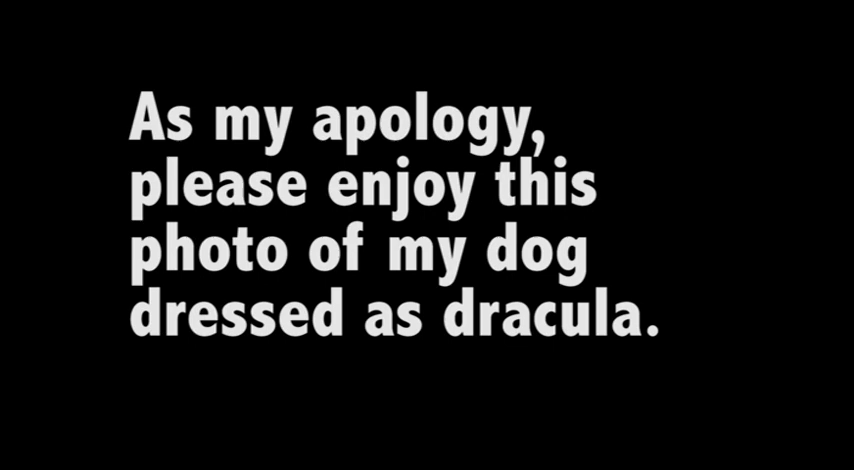 As my apology,
please enjoy this
photo of my dog
dressed as dracula.